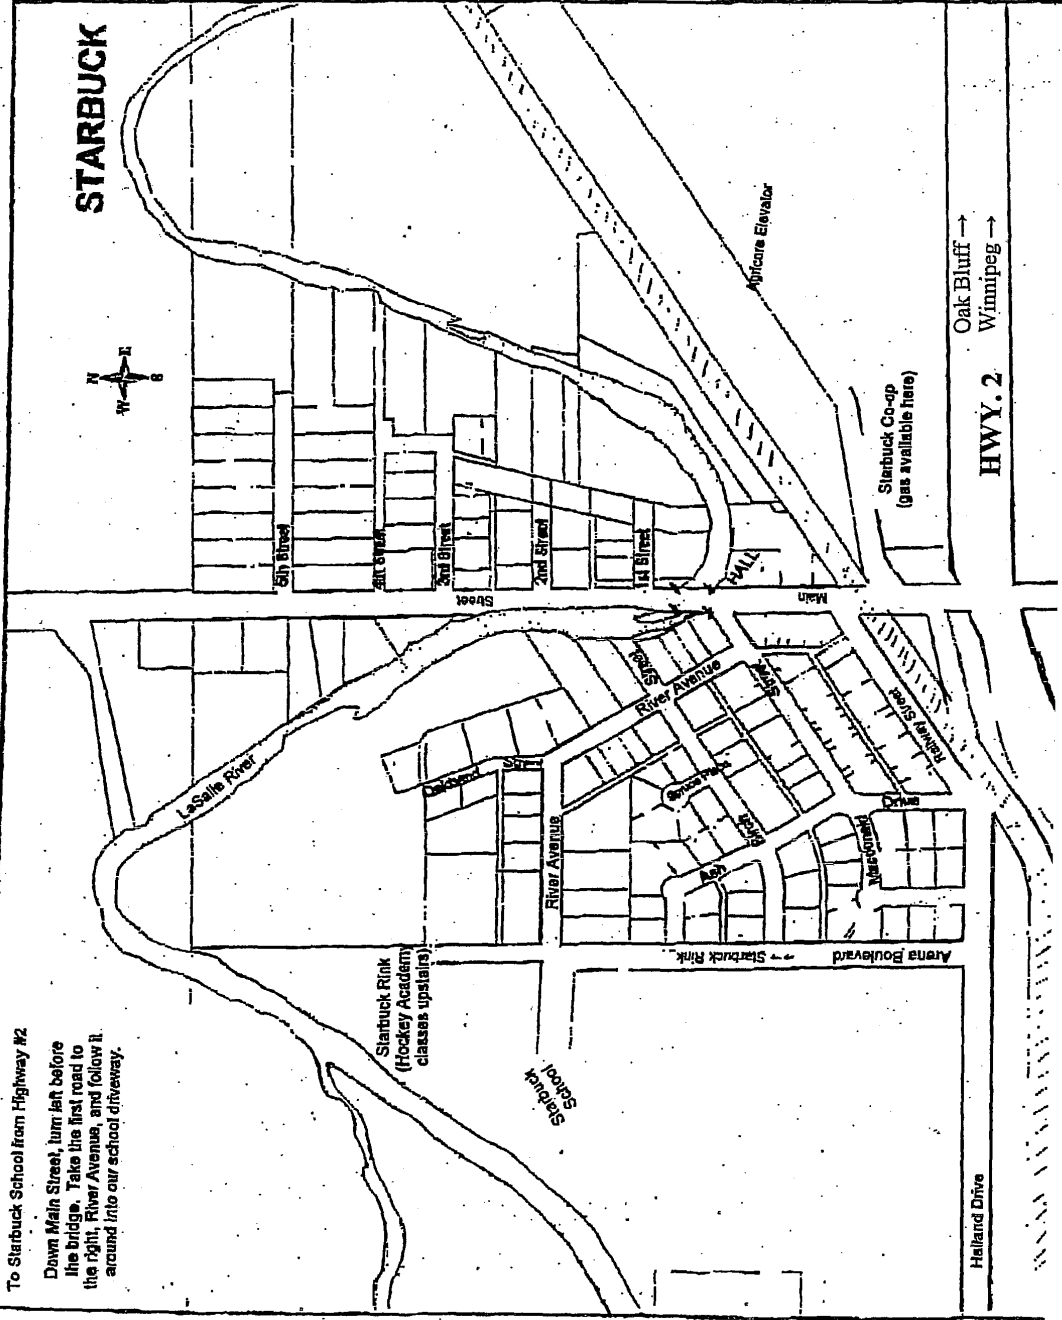 STARBUCK
N
W E
S
To Starbuck School from Highway #2
Down Main Street, turn left before
the bridge. Take the first road to
the right, River Avenue, and follow it
around into our school driveway.
LaSalle River
5th Street
4th Street
2nd Street
2nd Street
1st Street
Street
HALL
Main
Street
River Avenue
Street
Oakbend
River Avenue
Spruce Place
Birch
Ash
Macdonald
Drive
Railway Street
Starbuck Rink
(Hockey Academy
classes upstairs)
Starbuck
School
Starbuck Rink
Arena Boulevard
Halland Drive
Agricore Elevator
Starbuck Co-op
(gas available here)
Oak Bluff →
Winnipeg →
HWY. 2